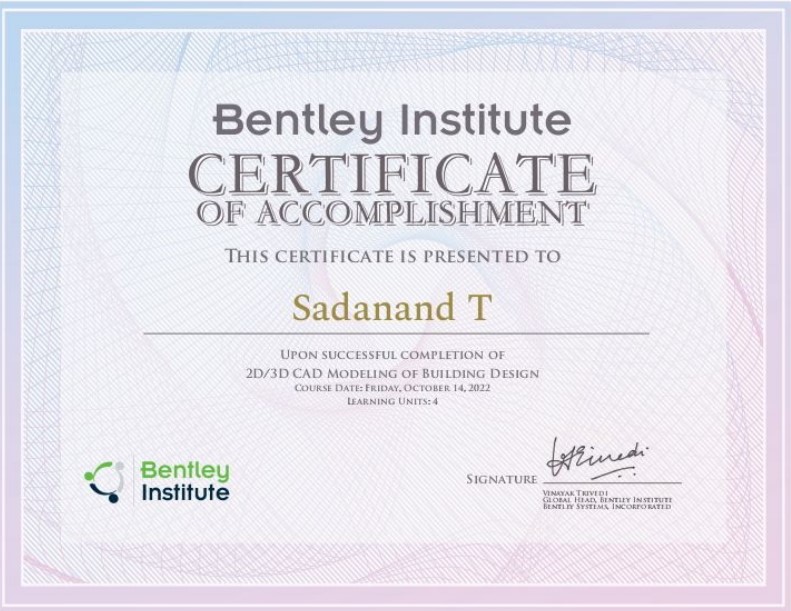 Bentley Institute
CERTIFICATE
OF ACCOMPLISHMENT
THIS CERTIFICATE IS PRESENTED TO
Sadanand T
UPON SUCCESSFUL COMPLETION OF
2D/3D CAD MODELING OF BUILDING DESIGN
COURSE DATE: FRIDAY, OCTOBER 14, 2022
LEARNING UNITS: 4
Bentley
Institute
SIGNATURE
VINAYAK TRIVEDI
GLOBAL HEAD, BENTLEY INSTITUTE
BENTLEY SYSTEMS, INCORPORATED